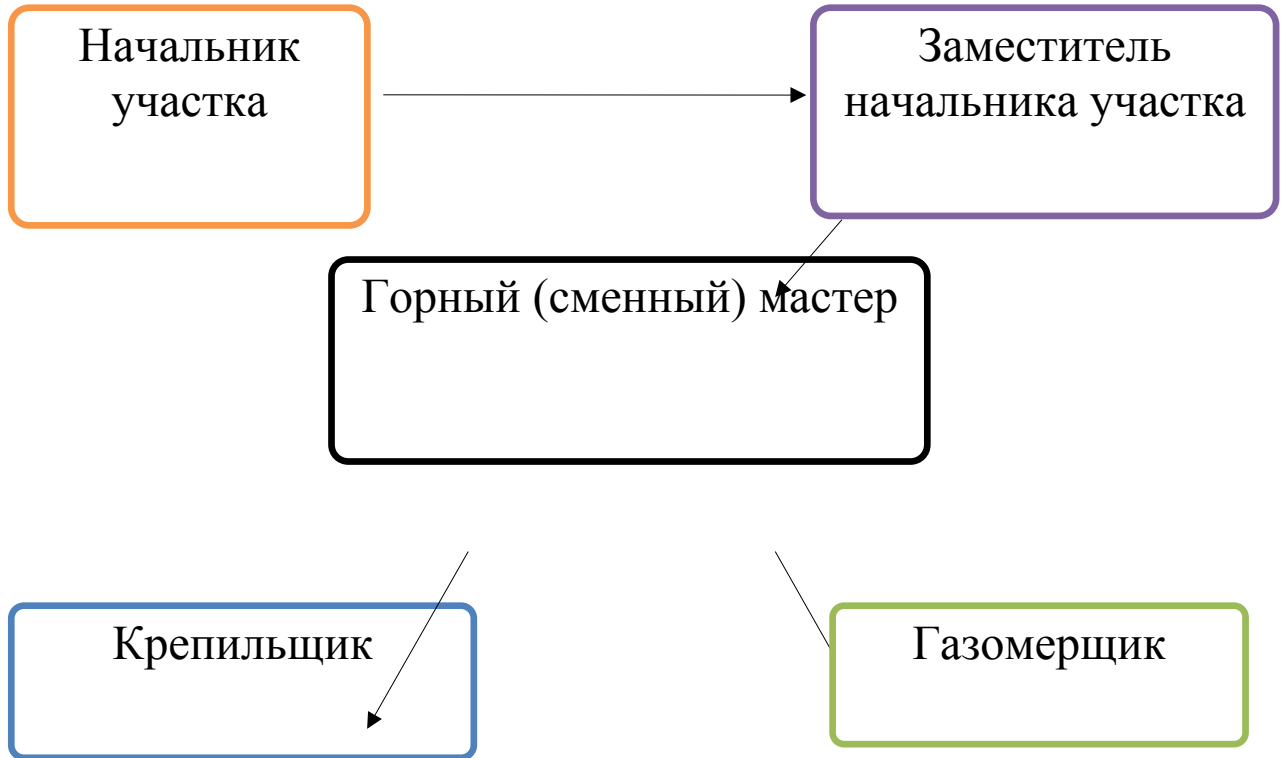 Начальник
участка
Заместитель
начальника участка
Горный (сменный) мастер
Крепильщик
Газомерщик